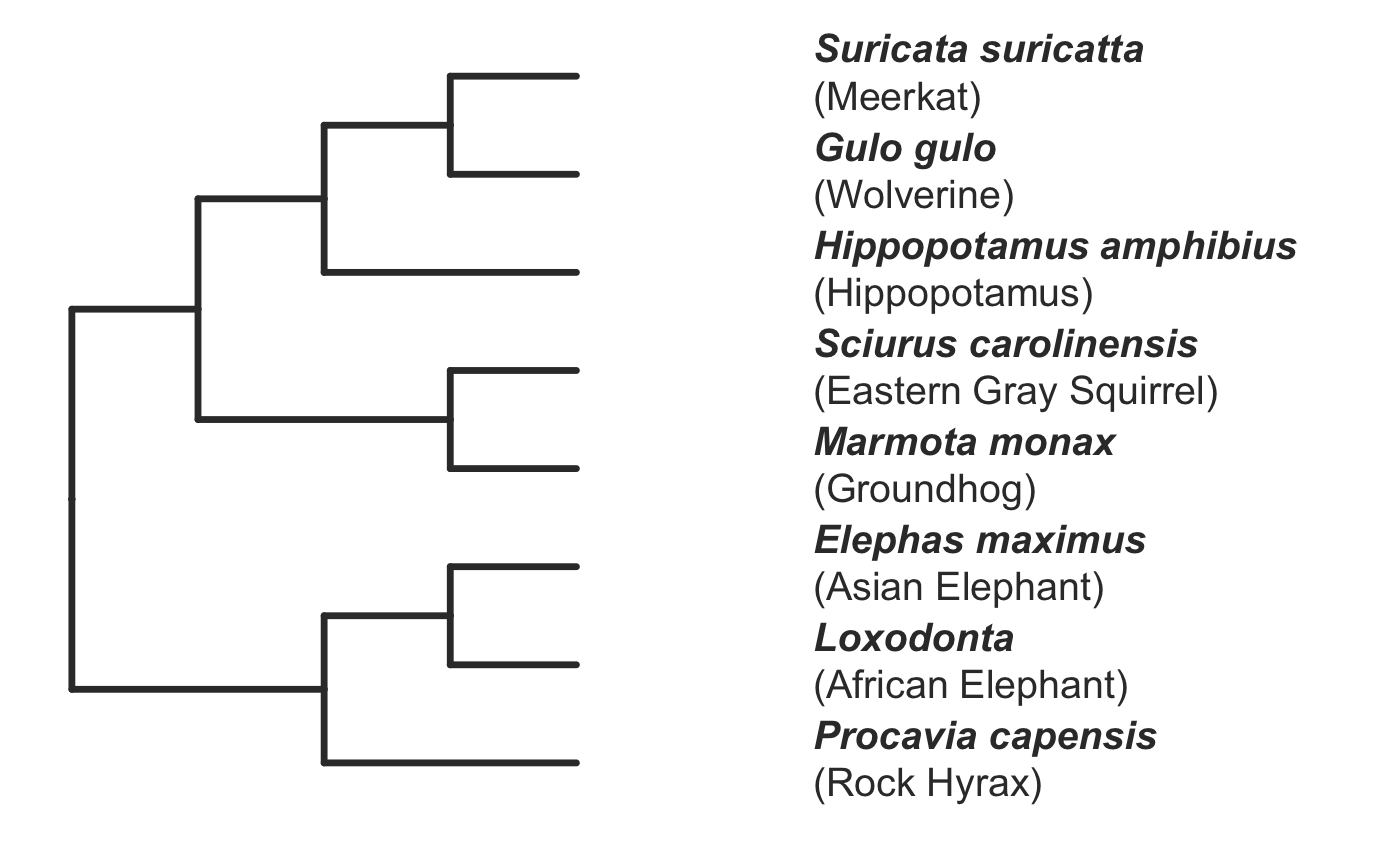 Suricata suricatta
(Meerkat)
Gulo gulo
(Wolverine)
Hippopotamus amphibius
(Hippopotamus)
Sciurus carolinensis
(Eastern Gray Squirrel)
Marmota monax
(Groundhog)
Elephas maximus
(Asian Elephant)
Loxodonta
(African Elephant)
Procavia capensis
(Rock Hyrax)